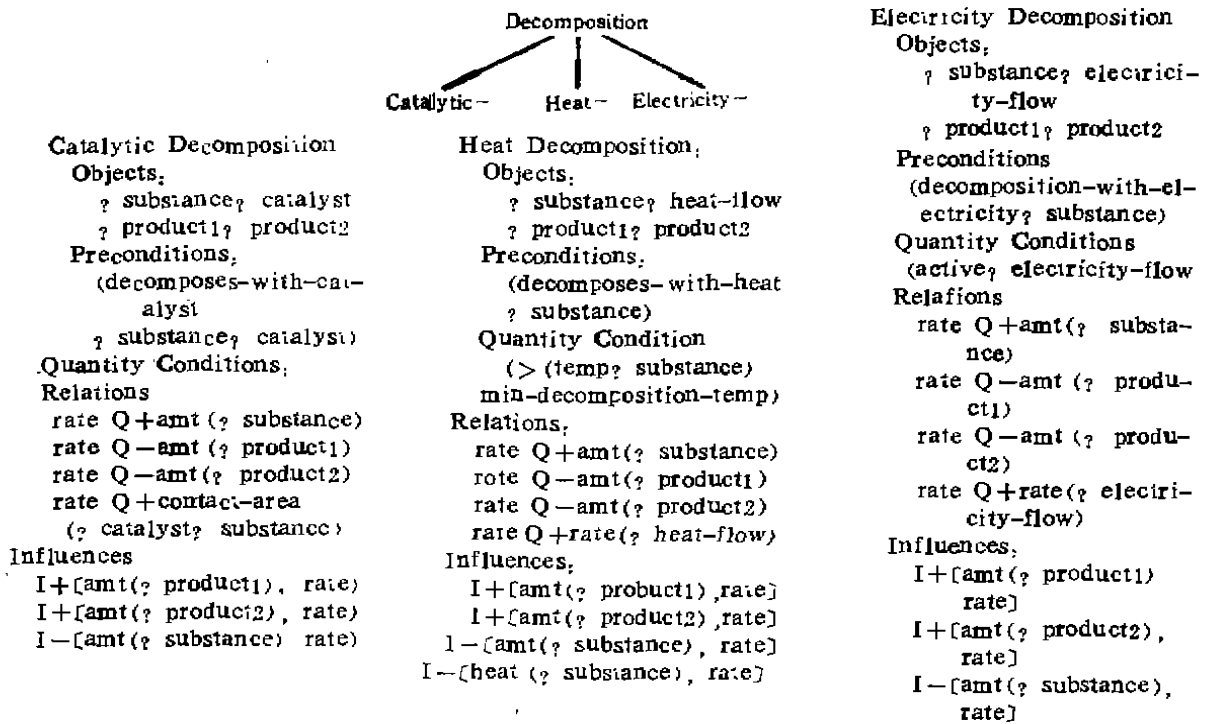 Decomposition
Catalytic— Heat— Electricity—
Catalytic Decomposition
Objects:
? substance? catalyst
? product1? product2
Preconditions:
(decomposes-with-cat-
alyst
? substance? catalyst)
Quantity Conditions:
Relations
rate Q+amt (? substance)
rate Q—amt (? product1)
rate Q—amt (? product2)
rate Q+contact-area
(? catalyst? substance)
Influences
I+[amt(? product1), rate)
I+[amt(? product2), rate)
I—[amt(? substance) rate)
Heat Decomposition:
Objects:
? substance? heat-flow
? product1? product2
Preconditions:
(decomposes-with-heat
? substance)
Quantity Condition
(> (temp? substance)
min-decomposition-temp)
Relations:
rate Q+amt(? substance)
rote Q—amt(? product1)
rate Q—amt(? product2)
rate Q+rate(? heat-flow)
Influences:
I+[amt(? probuct1) ,rate]
I+[amt(? product2) ,rate]
I—[amt(? substance), rate]
I—[heat (? substance), rate]
Electricity Decomposition
Objects:
? substance? electrici-
ty-flow
? product1? product2
Preconditions
(decomposition-with-el-
ectricity? substance)
Quantity Conditions
(active? electricity-flow
Relafions
rate Q+amt(? substa-
nce)
rate Q—amt (? produ-
ct1)
rate Q—amt (? produ-
ct2)
rate Q+rate(? electri-
city-flow)
Influences:
I+[amt(? product1)
rate]
I+[amt(? product2),
rate]
I—[amt(? substance),
rate]